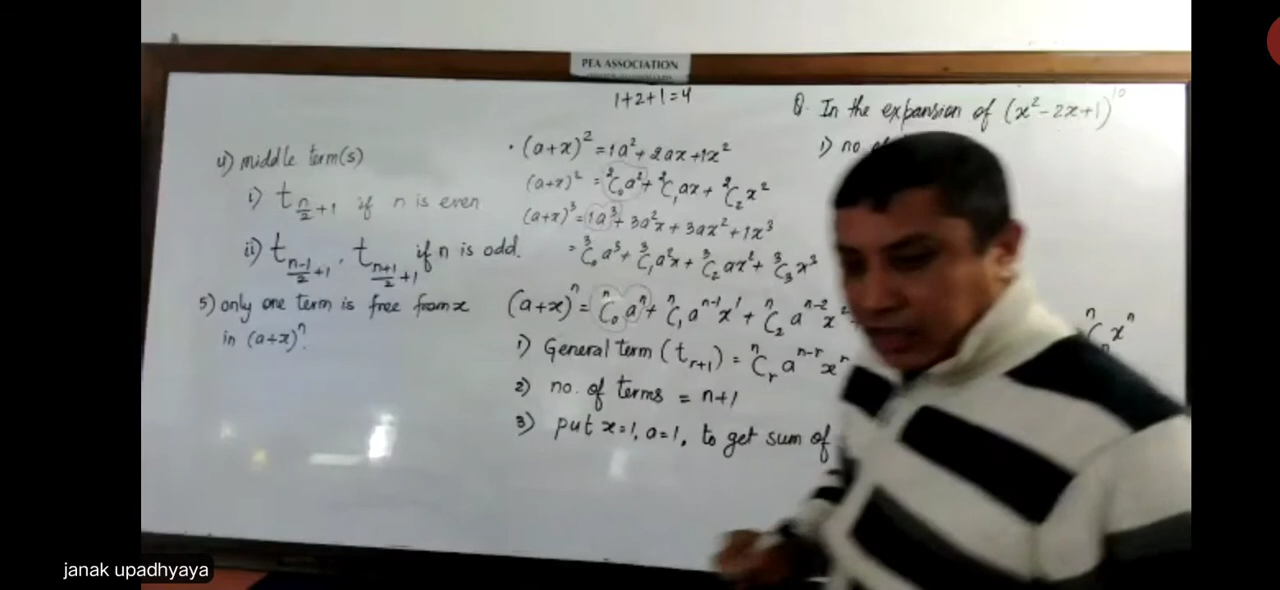 PEA ASSOCIATION
1+2+1=4
Q. In the expansion of (x²-2x+1)¹⁰
1) no. of
4) middle term(s)
i) t_{n/2 +1} if n is even
ii) t_{(n-1)/2 +1}, t_{(n+1)/2 +1} if n is odd.
5) only one term is free from x
in (a+x)ⁿ.
• (a+x)² = 1a² + 2ax + 1x²
(a+x)² = ²C₀a² + ²C₁ax + ²C₂x²
(a+x)³ = 1a³ + 3a²x + 3ax² + 1x³
= ³C₀a³ + ³C₁a²x + ³C₂ax² + ³C₃x³
(a+x)ⁿ = ⁿC₀aⁿ + ⁿC₁aⁿ⁻¹x¹ + ⁿC₂aⁿ⁻²x² ⁿCₙxⁿ
1) General term (t_{r+1}) = ⁿCᵣaⁿ⁻ʳxʳ
2) no. of terms = n+1
3) put x=1, a=1, to get sum of
janak upadhyaya